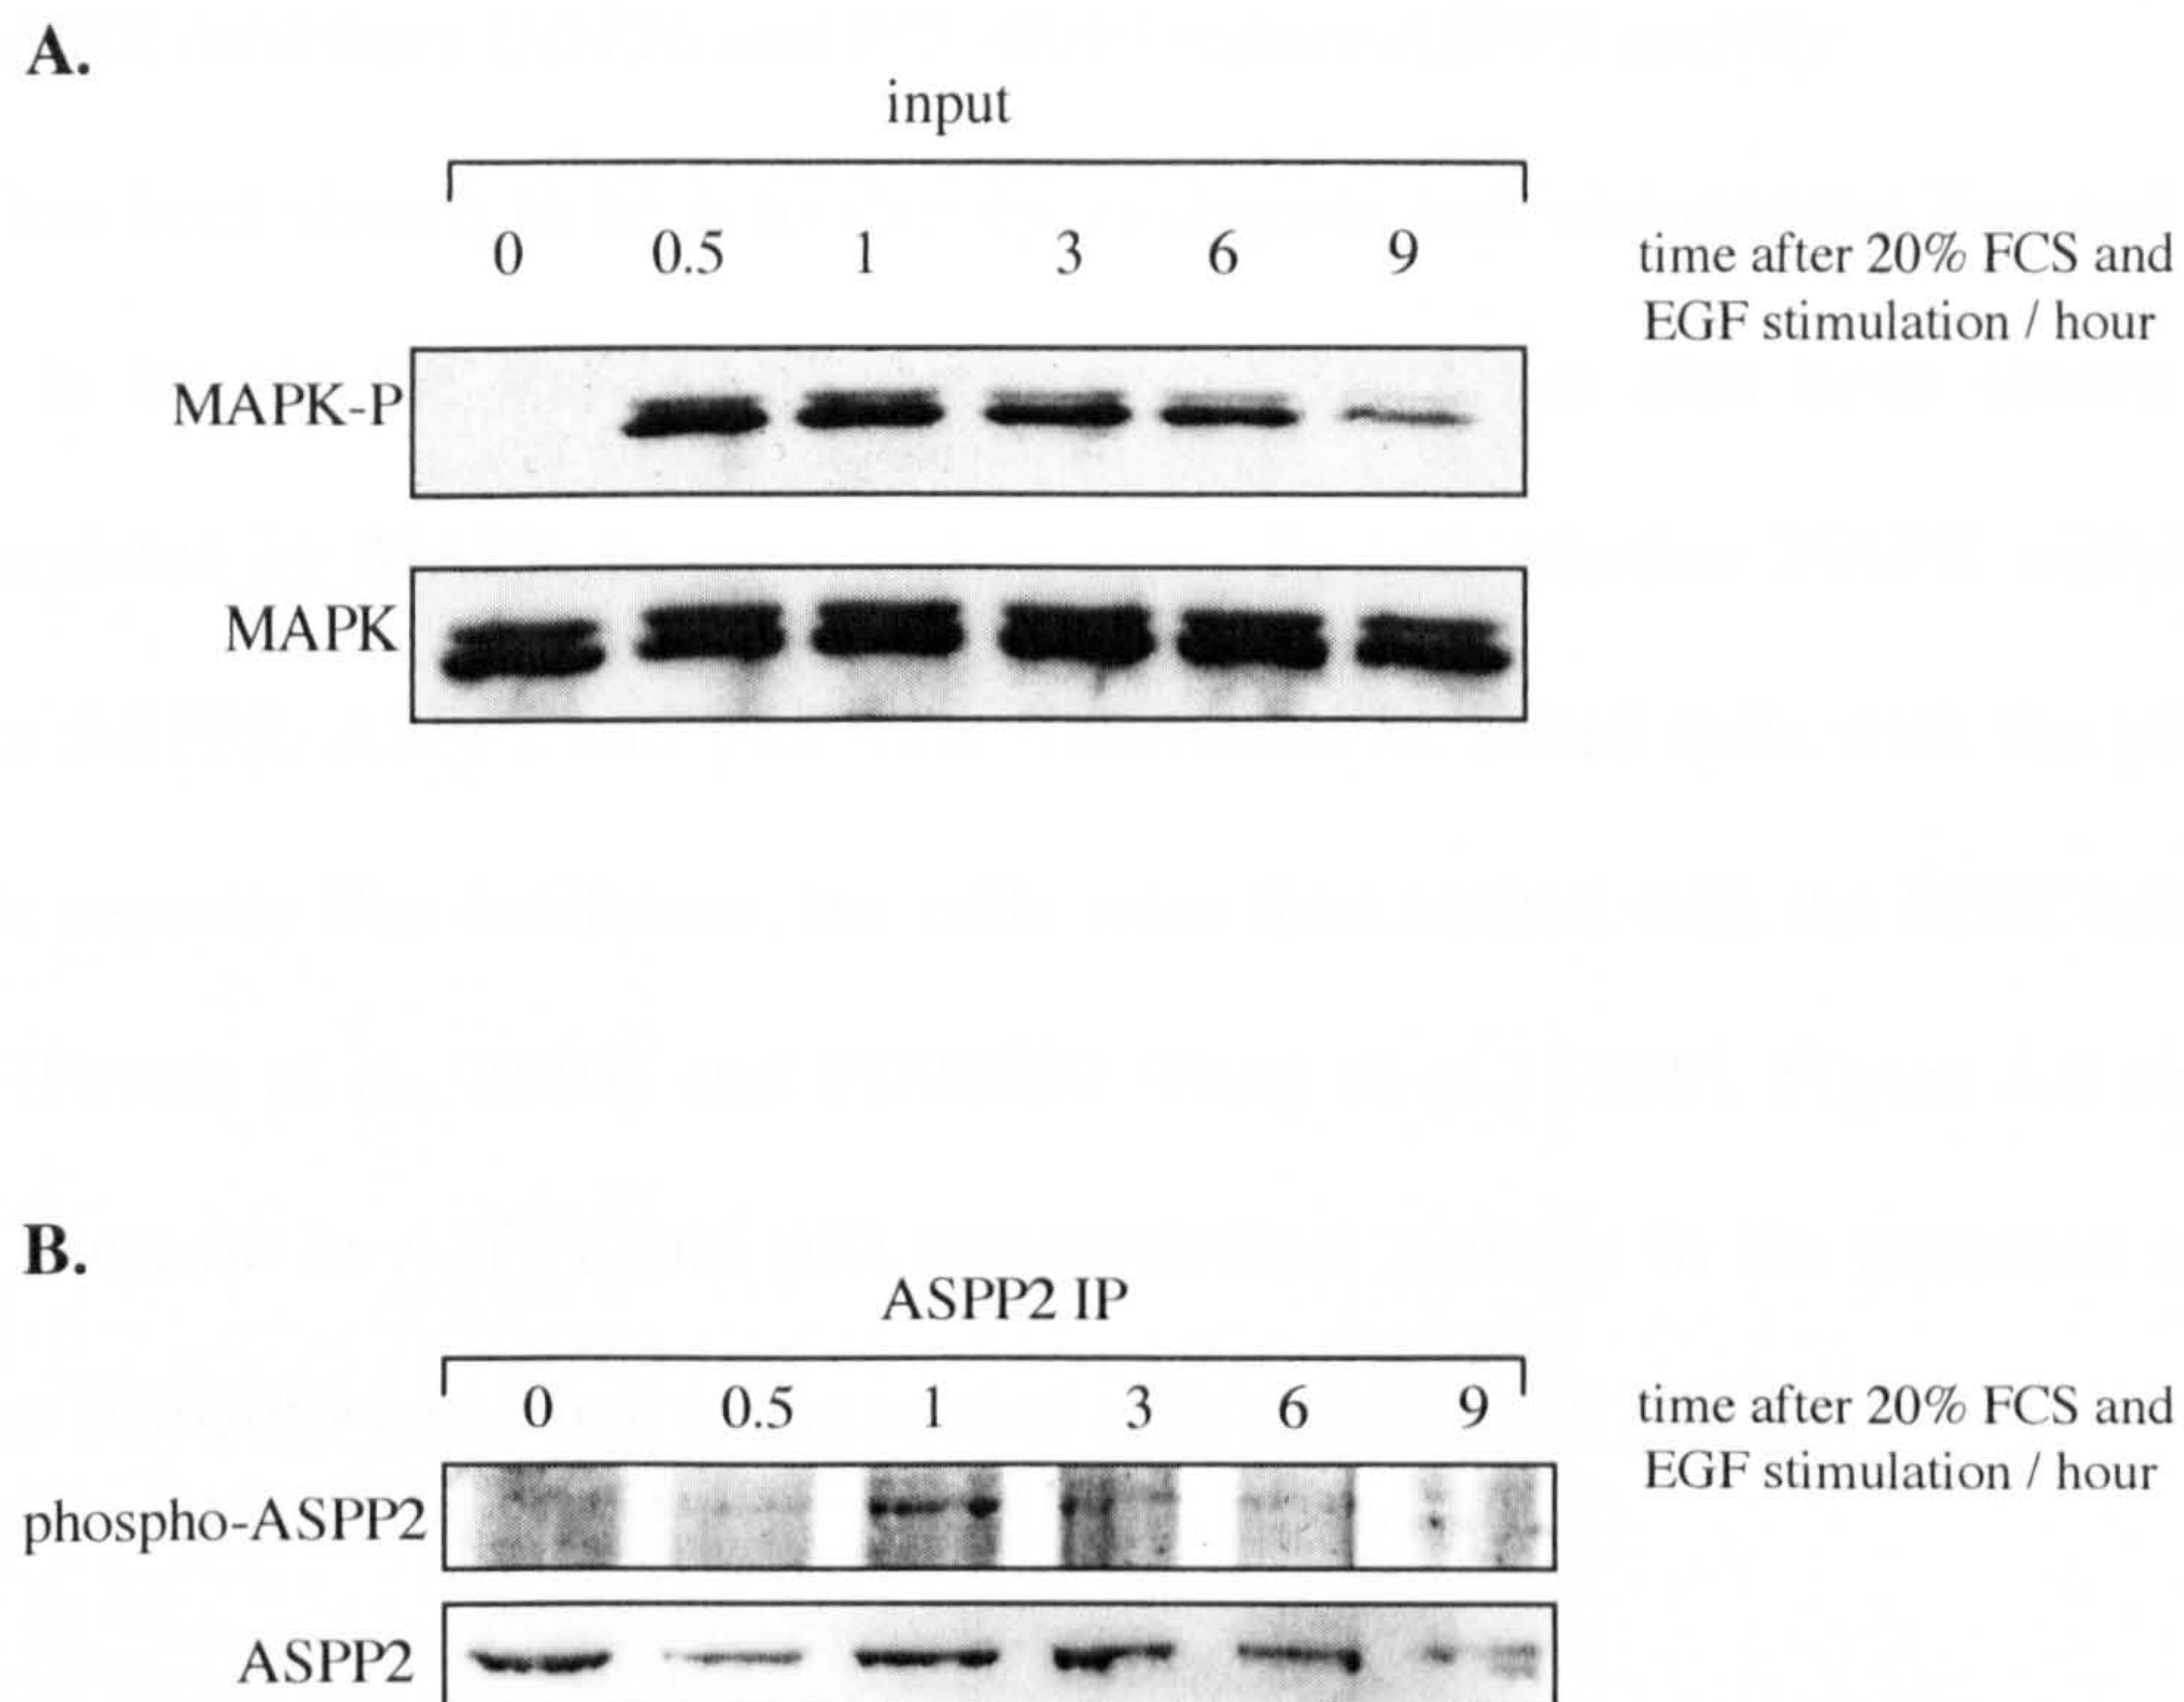 A.
input
0 0.5 1 3 6 9
time after 20% FCS and
EGF stimulation / hour
MAPK-P
MAPK
B.
ASPP2 IP
0 0.5 1 3 6 9
time after 20% FCS and
EGF stimulation / hour
phospho-ASPP2
ASPP2